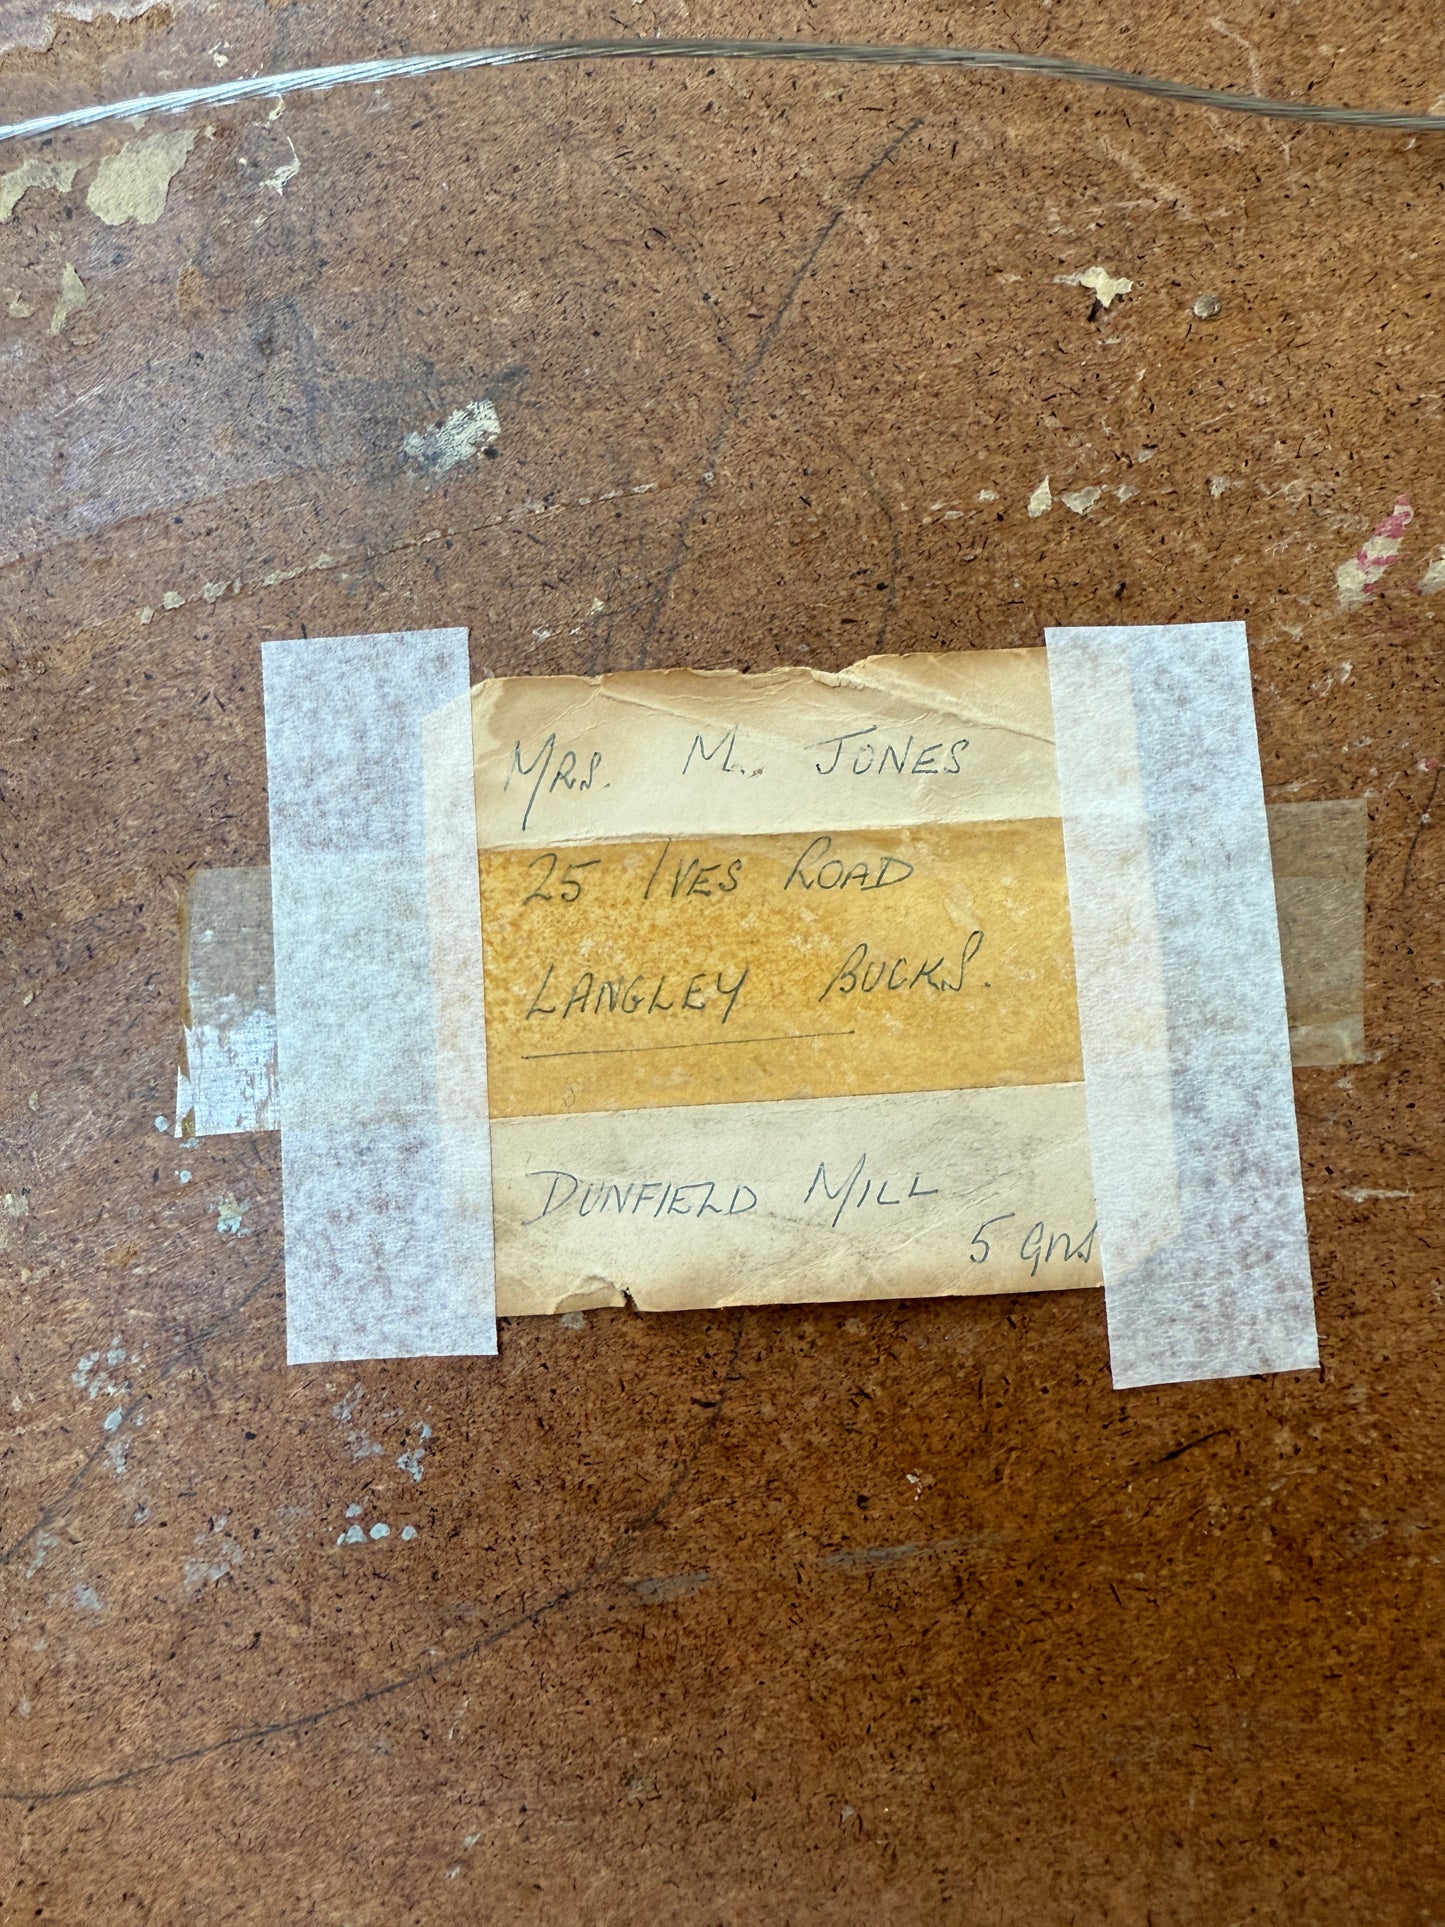 MRS. M. JONES
25 IVES ROAD
LANGLEY BUCKS.
DUNFIELD MILL
5 gns